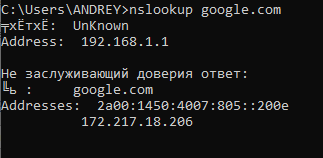 C:\Users\ANDREY>nslookup google.com
╤хЁтхЁ:  UnKnown
Address:  192.168.1.1
Не заслуживающий доверия ответ:
╚ь :     google.com
Addresses:  2a00:1450:4007:805::200e
172.217.18.206